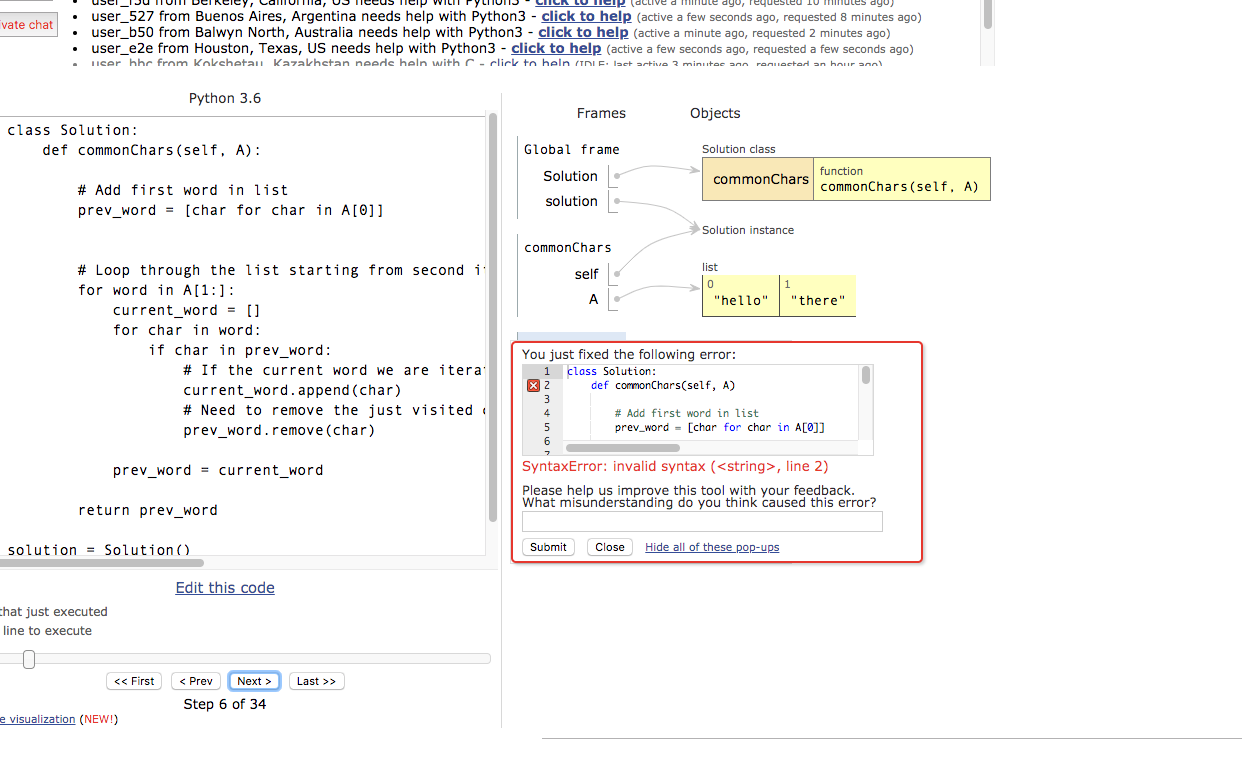 user_f5d from Berkeley, California, US needs help with Python3 - click to help (active a minute ago, requested 10 minutes ago)
vate chat
user_527 from Buenos Aires, Argentina needs help with Python3 - click to help (active a few seconds ago, requested 8 minutes ago)
user_b50 from Balwyn North, Australia needs help with Python3 - click to help (active a minute ago, requested 2 minutes ago)
user_e2e from Houston, Texas, US needs help with Python3 - click to help (active a few seconds ago, requested a few seconds ago)
user_bbc from Kokshetau, Kazakhstan needs help with C - click to help (IDLE: last active 3 minutes ago, requested an hour ago)
Python 3.6
class Solution:
def commonChars(self, A):
# Add first word in list
prev_word = [char for char in A[0]]
# Loop through the list starting from second i
for word in A[1:]:
current_word = []
for char in word:
if char in prev_word:
# If the current word we are itera
current_word.append(char)
# Need to remove the just visited
prev_word.remove(char)
prev_word = current_word
return prev_word
solution = Solution()
Edit this code
that just executed
line to execute
<< First
< Prev
Next >
Last >>
Step 6 of 34
e visualization (NEW!)
Frames
Objects
Global frame
Solution
solution
Solution class
commonChars
function
commonChars(self, A)
Solution instance
commonChars
self
A
list
0
"hello"
1
"there"
You just fixed the following error:
1 class Solution:
2 def commonChars(self, A)
3
4 # Add first word in list
5 prev_word = [char for char in A[0]]
6
7
SyntaxError: invalid syntax (<string>, line 2)
Please help us improve this tool with your feedback.
What misunderstanding do you think caused this error?
Submit
Close
Hide all of these pop-ups